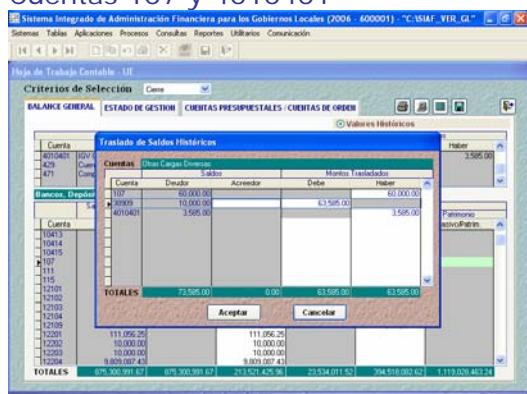 cuentas 107 y 4010401
Sistema Integrado de Administración Financiera para los Gobiernos Locales (2006 - 600001) - "C:\SIAF_VER_GL"
Sistemas Tablas Aplicaciones Procesos Consultas Reportes Utilitarios Comunicación
Hoja de Trabajo Contable - UE
Criterios de Selección Cierre
BALANCE GENERAL ESTADO DE GESTION CUENTAS PRESUPUESTALES / CUENTAS DE ORDEN
Valores Históricos
Cuenta Haber
4010401 IGV 3,585.00
429
471
Traslado de Saldos Históricos
Cuentas Otras Cargas Diversas
Saldos Montos Trasladados
Cuenta Deudor Acreedor Debe Haber
107 60,000.00 60,000.00
38909 10,000.00 63,585.00
4010401 3,585.00 3,585.00
TOTALES 73,585.00 0.00 63,585.00 63,585.00
Aceptar Cancelar
Bancos, Patrimonio
Cuenta
10413
10414
10415
107
111
115
12101
12102
12103
12104
12109
12201 111,056.25 111,056.25
12202 10,000.00 10,000.00
12203 10,000.00 10,000.00
12204 9,809,087.43 9,809,087.43
TOTALES 875,300,991.67 875,300,991.67 213,521,425.96 23,534,011.52 394,518,082.62 1,119,028,463.24